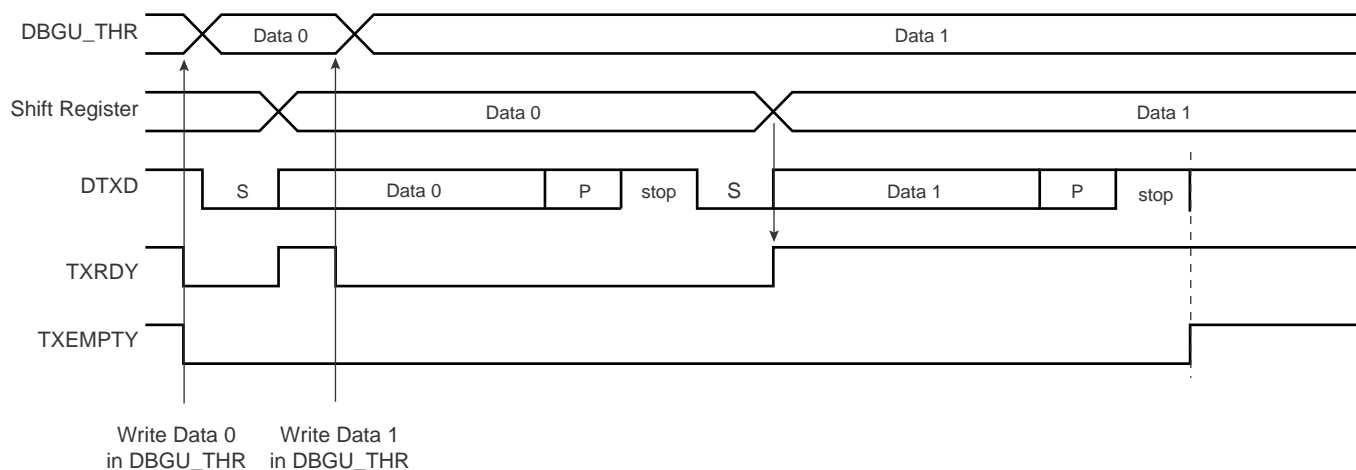 DBGU_THR Data 0 Data 1
Shift Register Data 0 Data 1
DTXD S Data 0 P stop S Data 1 P stop
TXRDY
TXEMPTY
Write Data 0 Write Data 1
in DBGU_THR in DBGU_THR